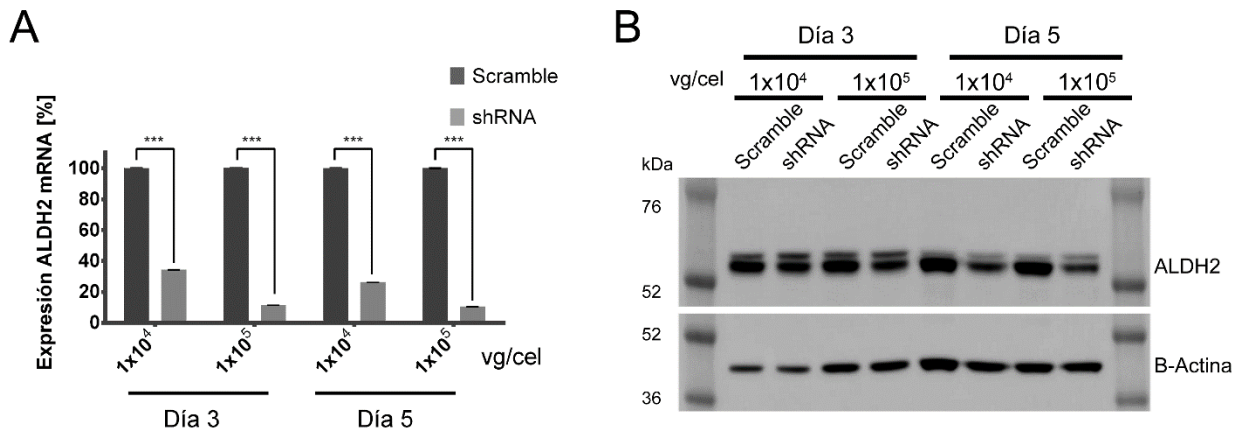 A
Scramble
shRNA
Expresión ALDH2 mRNA [%]
*** *** *** ***
100
80
60
40
20
0
1x10⁴ 1x10⁵ 1x10⁴ 1x10⁵ vg/cel
Día 3 Día 5
B
Día 3 Día 5
vg/cel 1x10⁴ 1x10⁵ 1x10⁴ 1x10⁵
Scramble shRNA Scramble shRNA Scramble shRNA Scramble shRNA
kDa
76
ALDH2
52
52
B-Actina
36